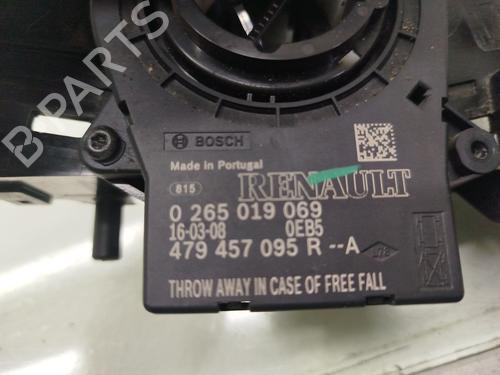 B-PARTS
BOSCH
Made in Portugal
815
RENAULT
0 265 019 069
16-03-08 0EB5
479 457 095 R --A
THROW AWAY IN CASE OF FREE FALL